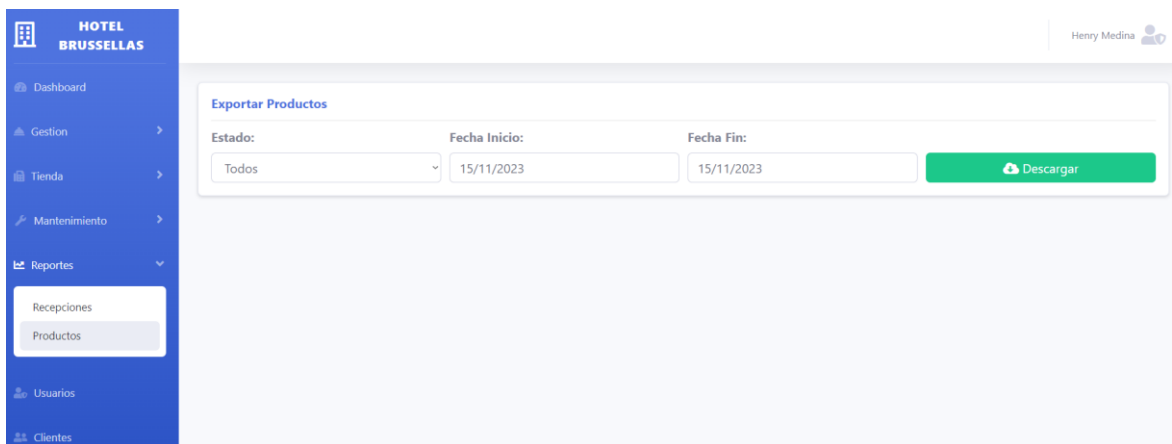 HOTEL
BRUSSELLAS
Henry Medina
Dashboard
Gestion
Tienda
Mantenimiento
Reportes
Recepciones
Productos
Usuarios
Clientes
Exportar Productos
Estado: Fecha Inicio: Fecha Fin:
Todos 15/11/2023 15/11/2023 Descargar